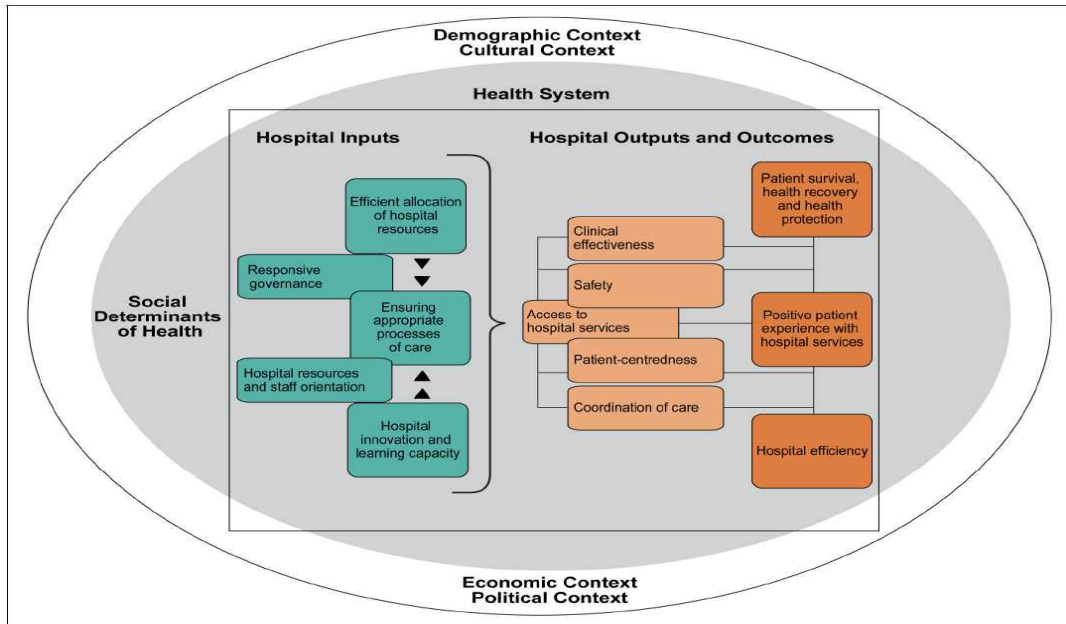 Demographic Context
Cultural Context
Health System
Hospital Inputs
Hospital Outputs and Outcomes
Social
Determinants
of Health
Efficient allocation
of hospital
resources
Responsive
governance
Ensuring
appropriate
processes
of care
Hospital resources
and staff orientation
Hospital
innovation and
learning capacity
Clinical
effectiveness
Safety
Access to
hospital services
Patient-centredness
Coordination of care
Patient survival,
health recovery
and health
protection
Positivo patient
experience with
hospital services
Hospital efficiency
Economic Context
Political Context